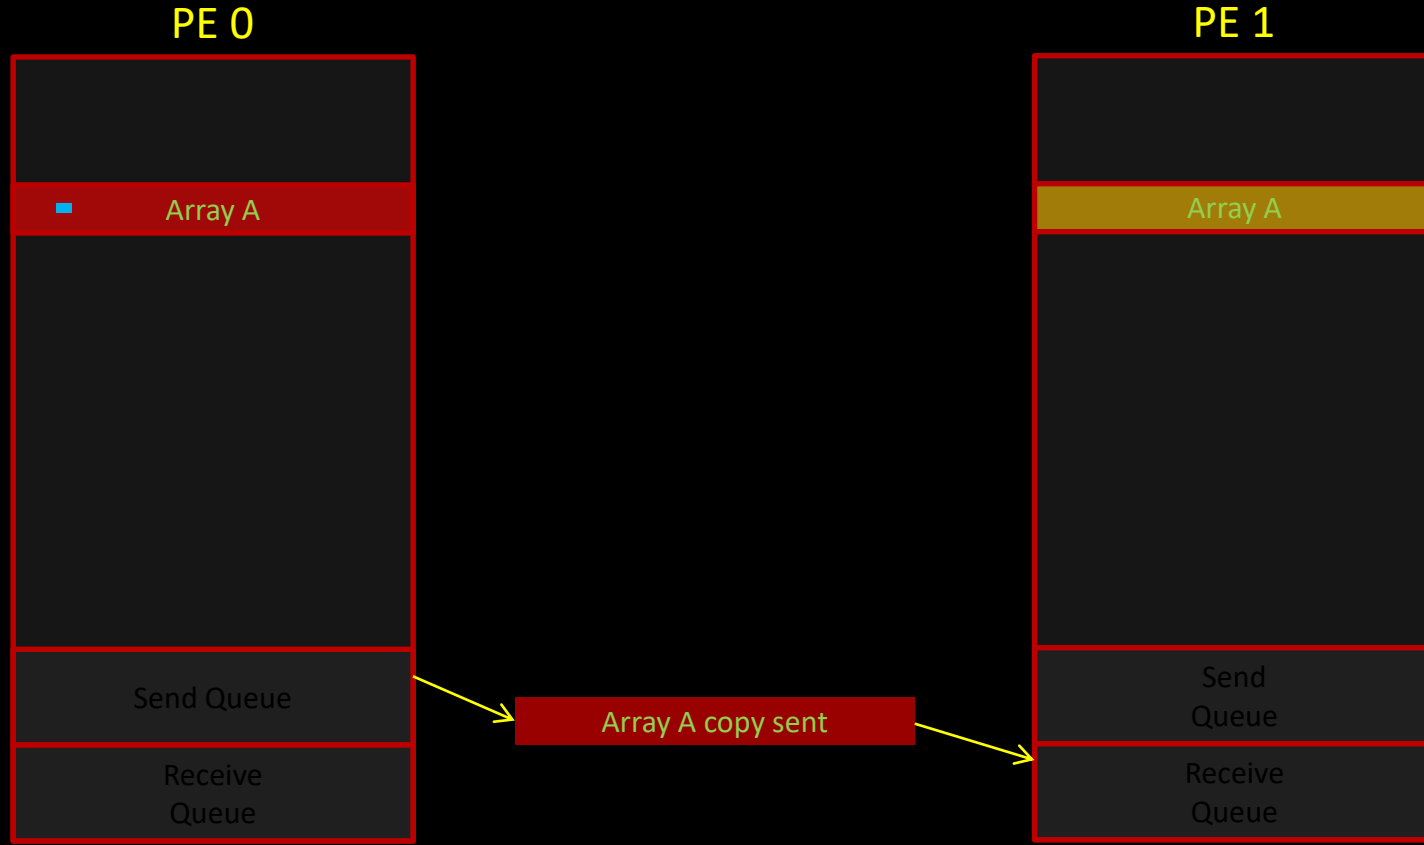 PE 0
PE 1
Array A
Array A
Send Queue
Array A copy sent
Send
Queue
Receive
Queue
Receive
Queue